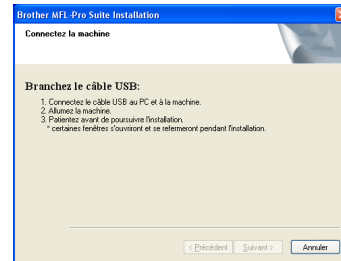 Brother MFL-Pro Suite Installation
Connectez la machine
Branchez le câble USB:
1. Connectez le câble USB au PC et à la machine.
2. Allumez la machine.
3. Patientez avant de poursuivre l'installation.
* certaines fenêtres s'ouvriront et se refermeront pendant l'installation.
< Précédent
Suivant >
Annuler